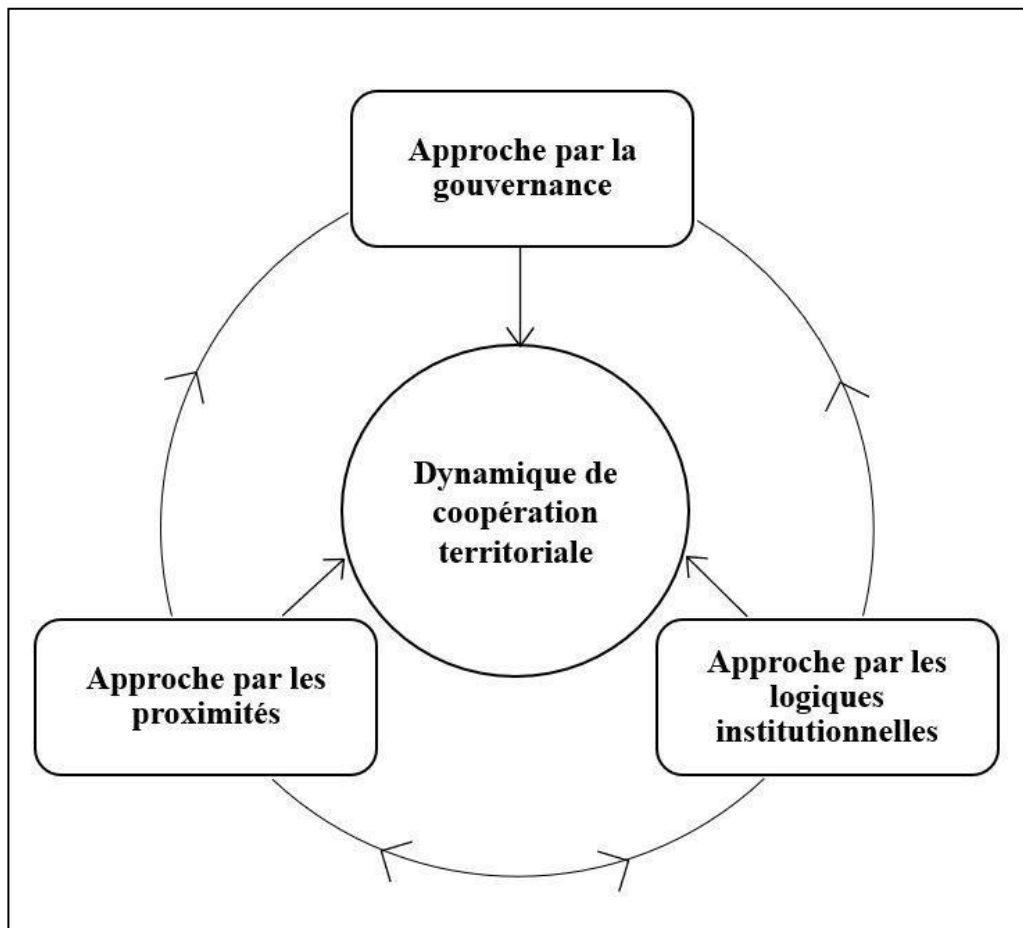 Approche par la
gouvernance
Dynamique de
coopération
territoriale
Approche par les
proximités
Approche par les
logiques
institutionnelles